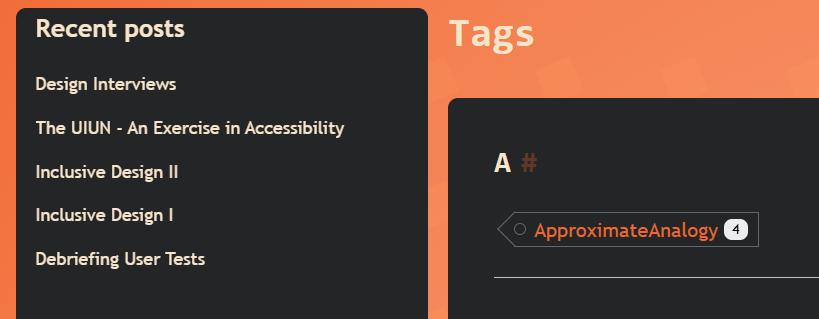 Recent posts
Design Interviews
The UIUN - An Exercise in Accessibility
Inclusive Design II
Inclusive Design I
Debriefing User Tests
Tags
A #
ApproximateAnalogy 4